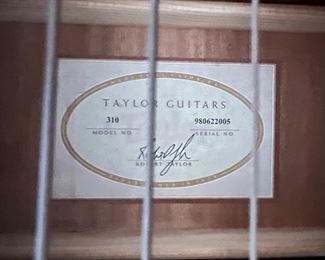 TAYLOR GUITARS
310 980622005
MODEL NO. SERIAL NO.
ROBERT TAYLOR